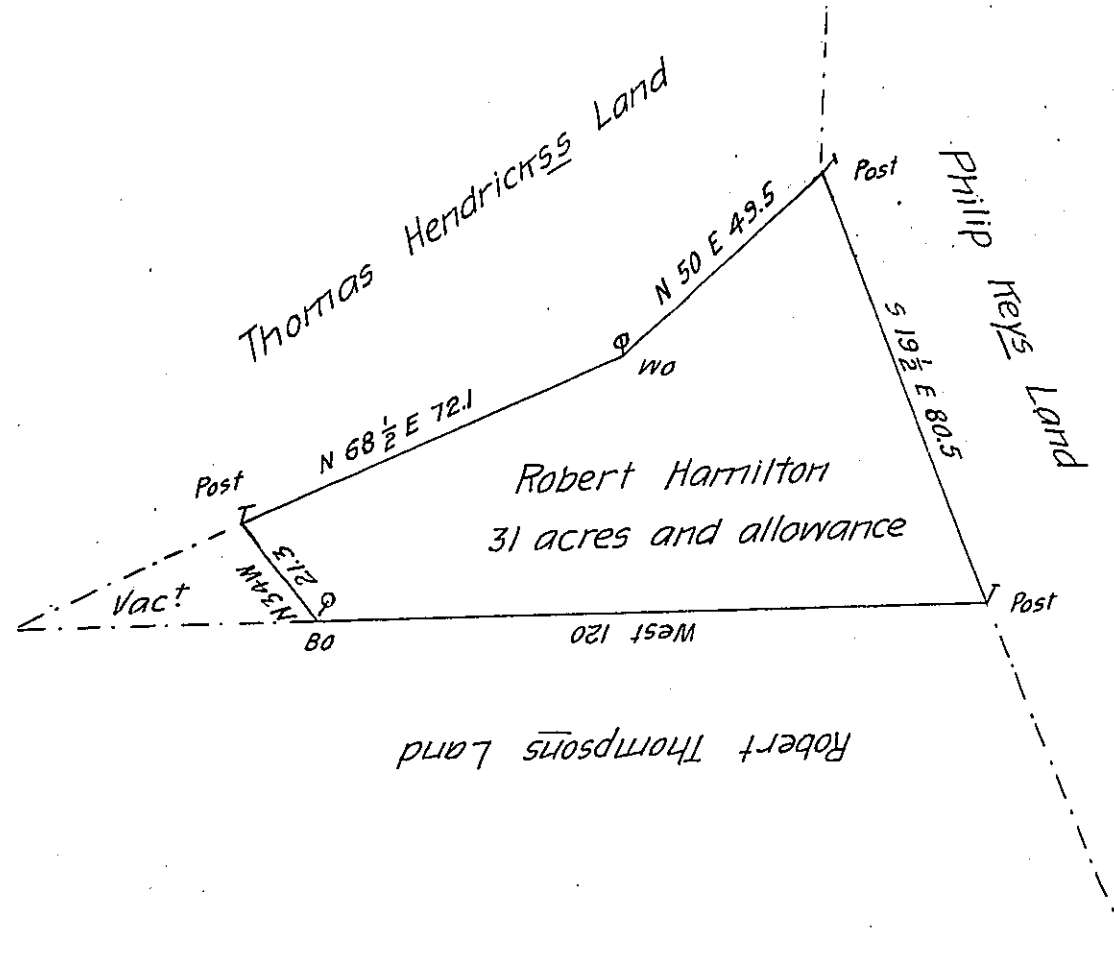 Thomas Hendrickss Land
Post
Philip Keys Land
N 50 E 49.5
S 19½ E 80.5
WO
N 68½ E 72.1
Post
Robert Hamilton
31 acres and allowance
N34W 21.3
Vact
BO
West 120
Post
Robert Thompsons Land